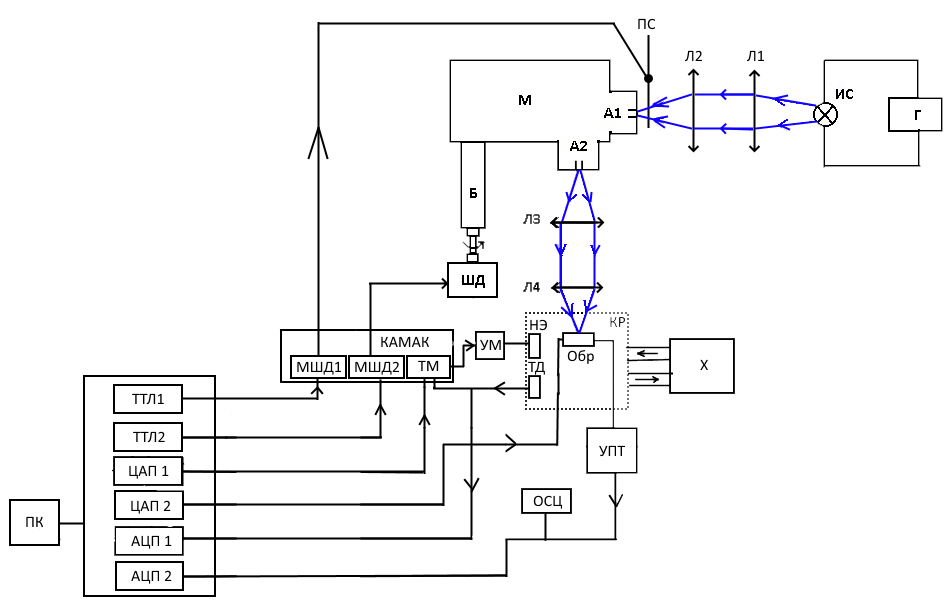 ПС
Л2
Л1
ИС
Г
М
А1
А2
Б
Л3
ШД
Л4
КАМАК
МШД1
МШД2
ТМ
УМ
НЭ
КР
Обр
ТД
Х
ТТЛ1
ТТЛ2
ЦАП 1
ЦАП 2
АЦП 1
АЦП 2
ПК
УПТ
ОСЦ